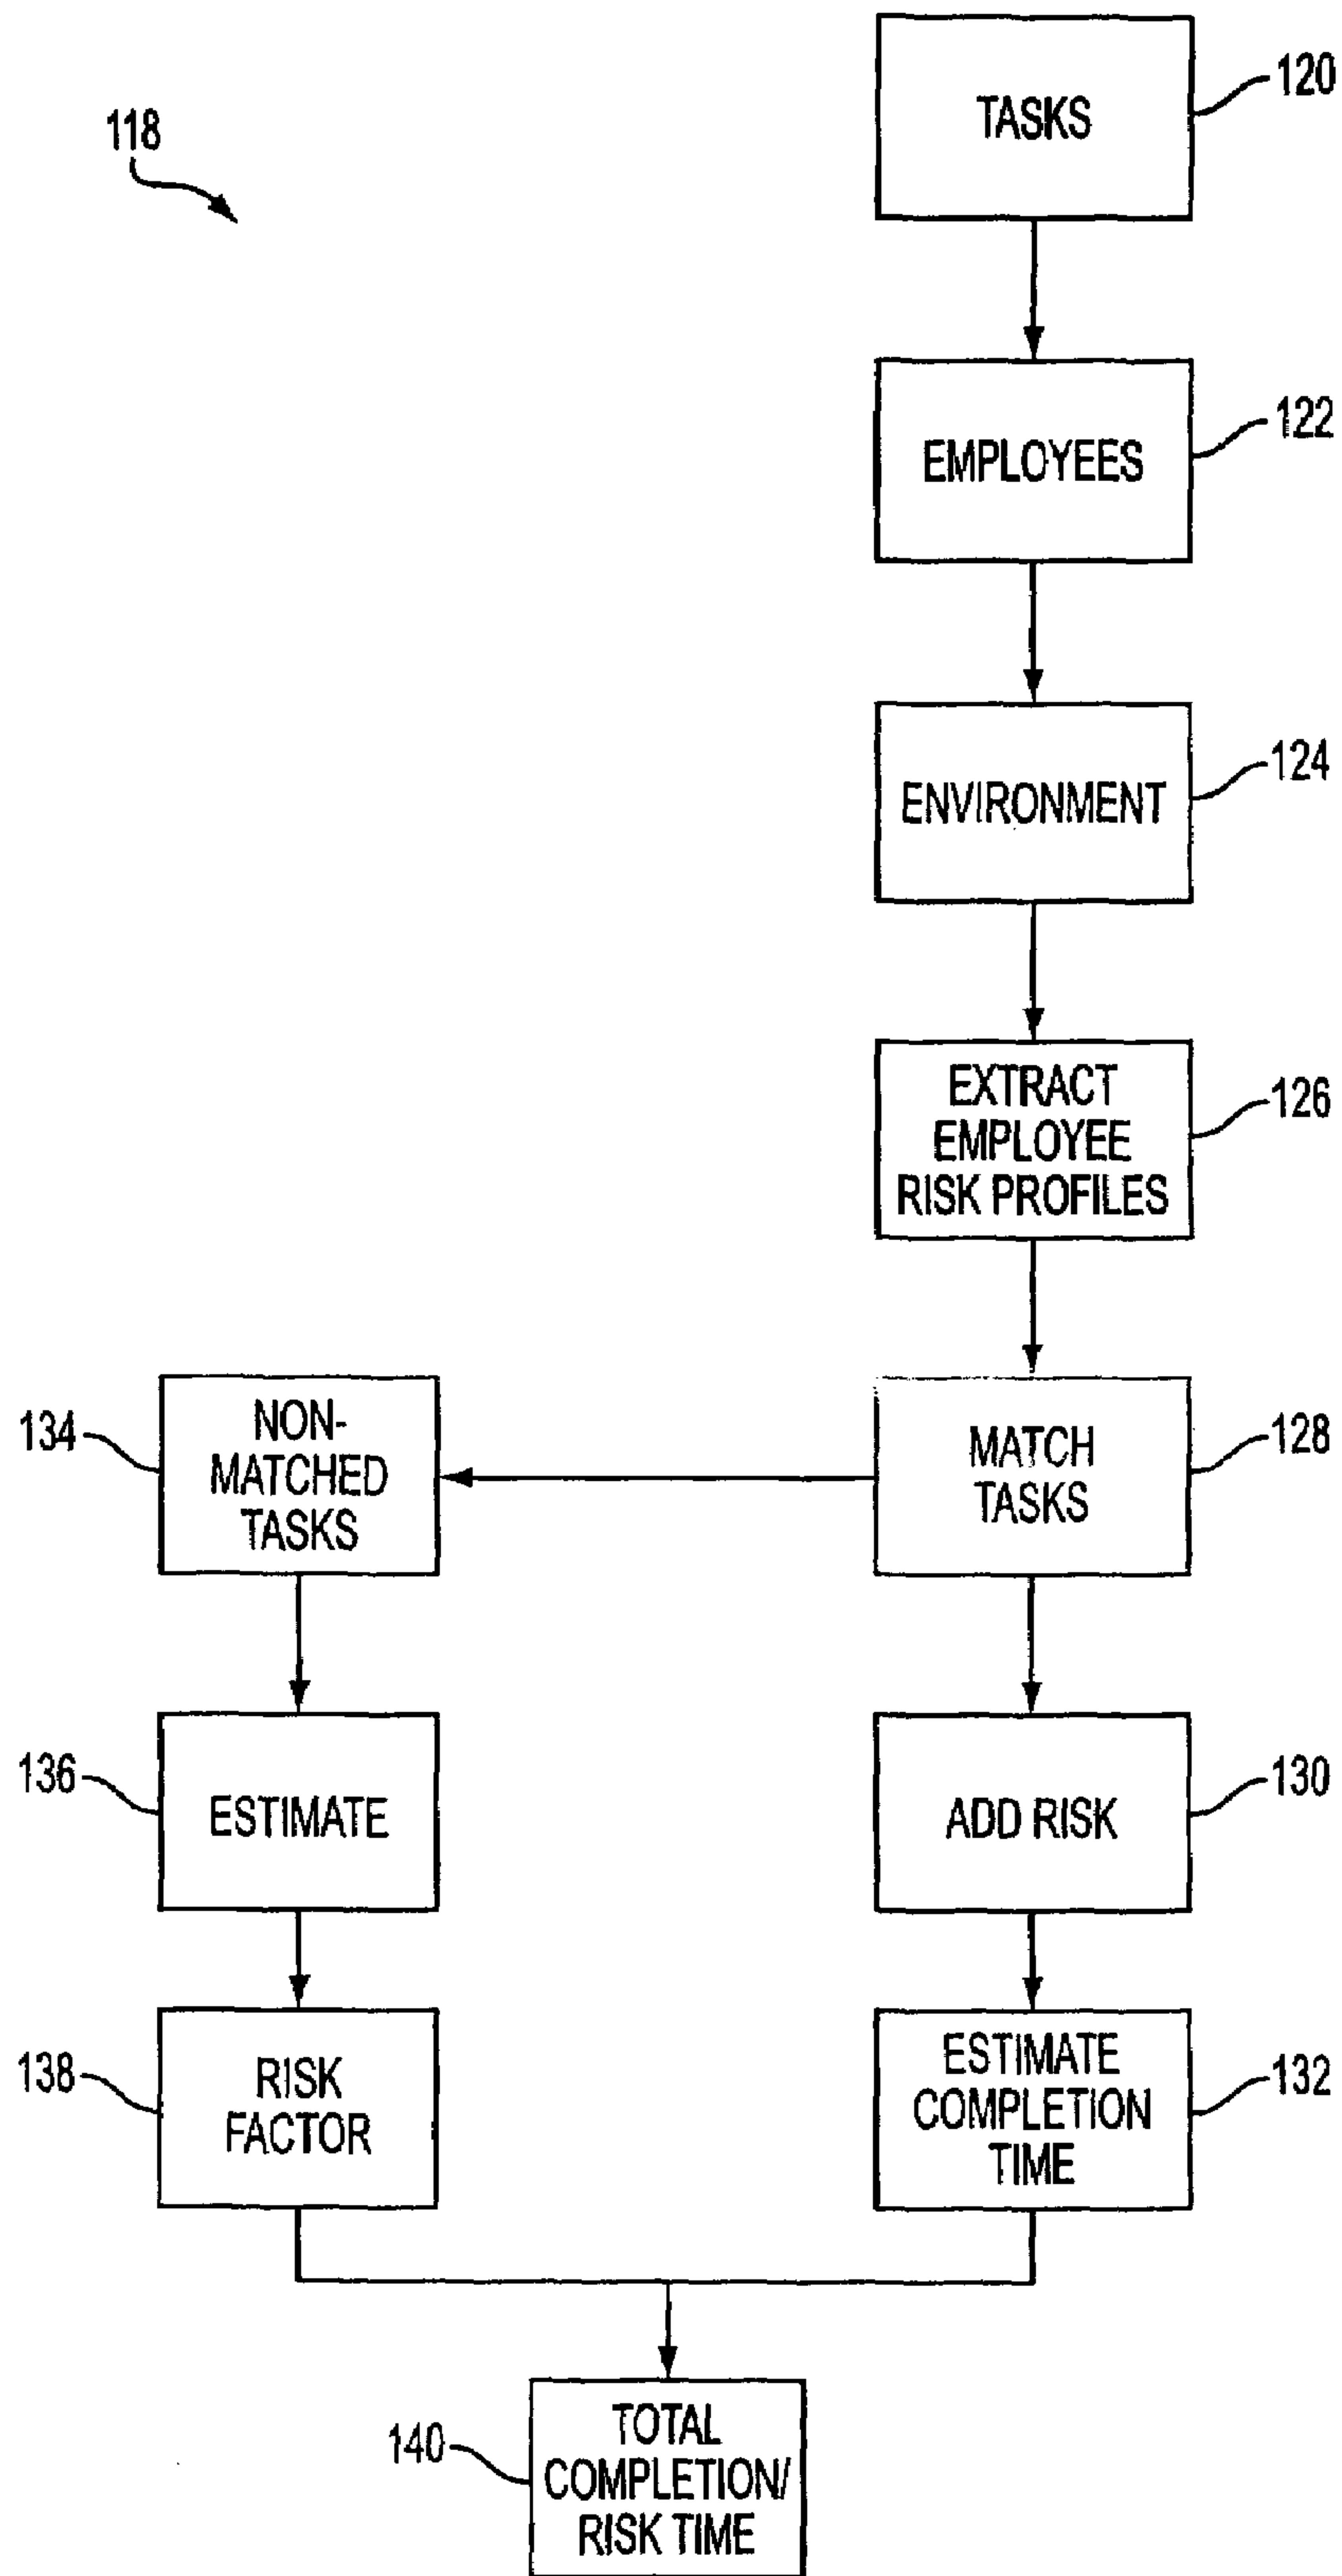 118
TASKS
120
EMPLOYEES
122
ENVIRONMENT
124
EXTRACT
EMPLOYEE
RISK PROFILES
126
134
NON-
MATCHED
TASKS
MATCH
TASKS
128
136
ESTIMATE
ADD RISK
130
138
RISK
FACTOR
ESTIMATE
COMPLETION
TIME
132
140
TOTAL
COMPLETION/
RISK TIME